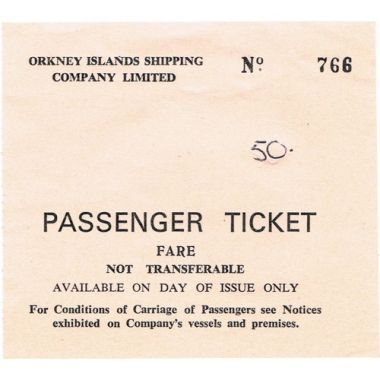 ORKNEY ISLANDS SHIPPING Nº 766
COMPANY LIMITED
50.
PASSENGER TICKET
FARE
NOT TRANSFERABLE
AVAILABLE ON DAY OF ISSUE ONLY
For Conditions of Carriage of Passengers see Notices
exhibited on Company's vessels and premises.